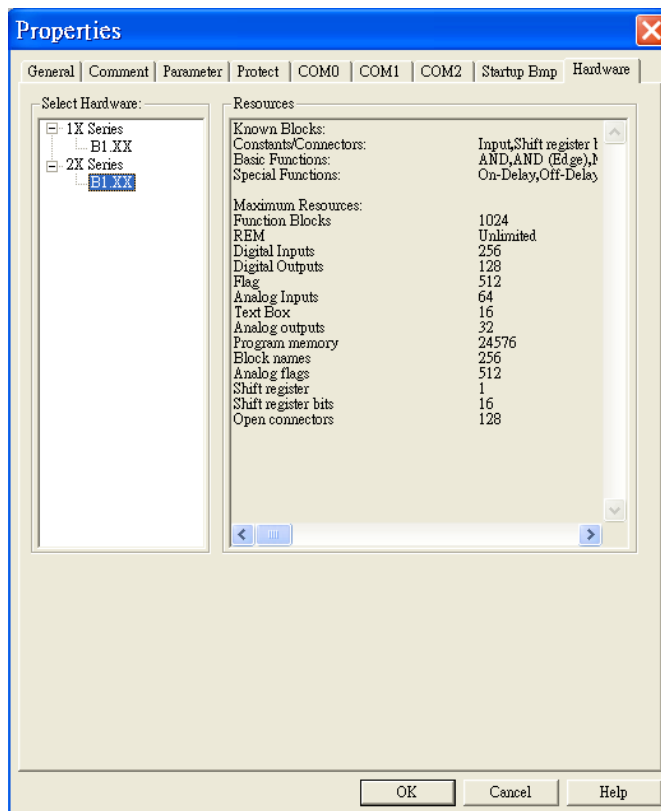 Properties
General Comment Parameter Protect COM0 COM1 COM2 Startup Bmp Hardware
Select Hardware:
1X Series
B1.XX
2X Series
B1.XX
Resources
Known Blocks:
Constants/Connectors: Input,Shift register
Basic Functions: AND,AND (Edge),
Special Functions: On-Delay,Off-Delay
Maximum Resources:
Function Blocks 1024
REM Unlimited
Digital Inputs 256
Digital Outputs 128
Flag 512
Analog Inputs 64
Text Box 16
Analog outputs 32
Program memory 24576
Block names 256
Analog flags 512
Shift register 1
Shift register bits 16
Open connectors 128
OK Cancel Help